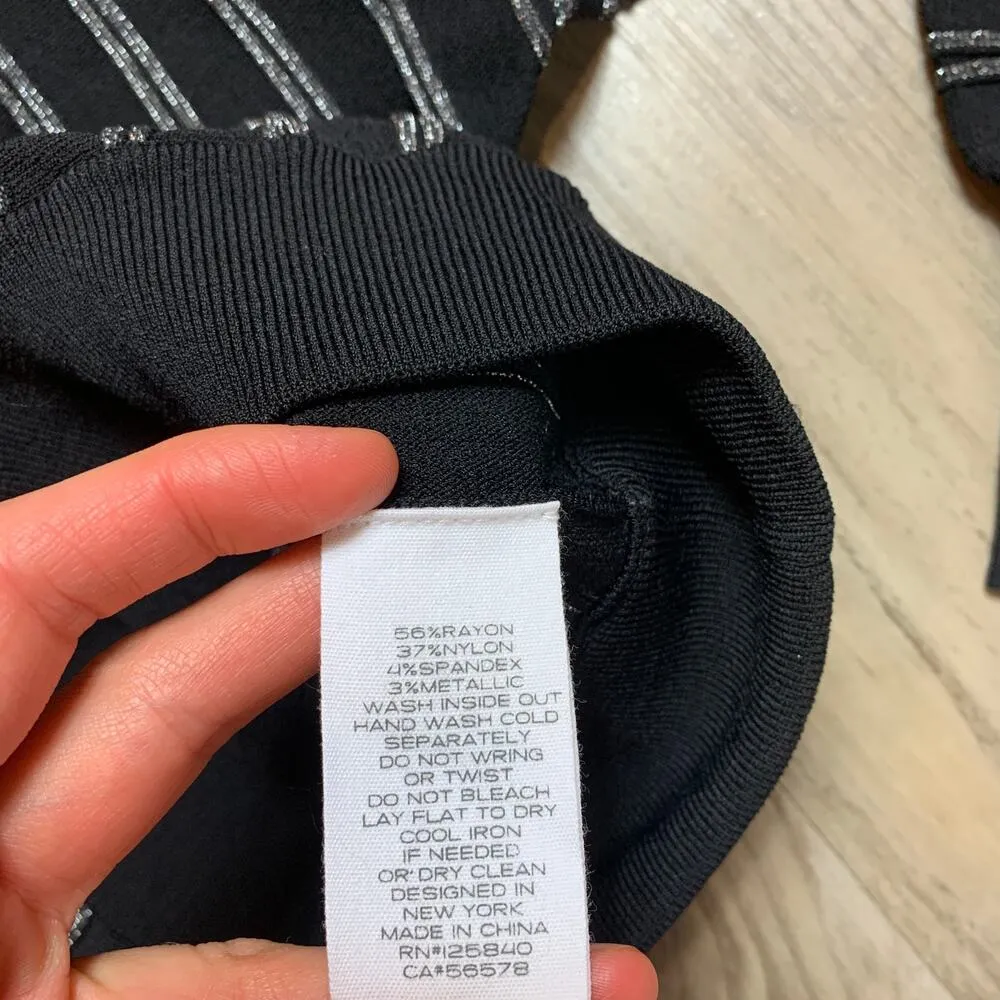 56%RAYON
37%NYLON
4%SPANDEX
3%METALLIC
WASH INSIDE OUT
HAND WASH COLD
SEPARATELY
DO NOT WRING
OR TWIST
DO NOT BLEACH
LAY FLAT TO DRY
COOL IRON
IF NEEDED
OR DRY CLEAN
DESIGNED IN
NEW YORK
MADE IN CHINA
RN#125840
CA#56578